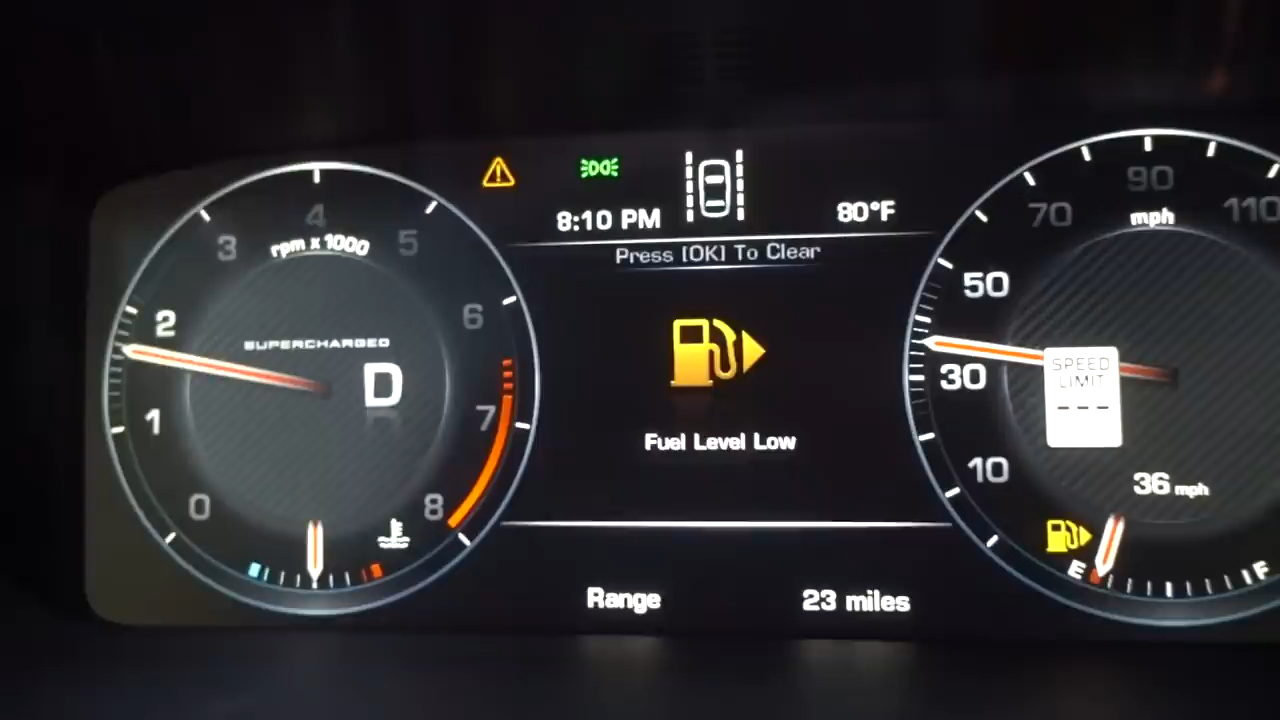 8:10 PM
80°F
Press [OK] To Clear
Fuel Level Low
Range 23 miles
0 1 2 3 4 5 6 7 8
rpm x 1000
SUPERCHARGED
D
10 30 50 70 90 110
mph
SPEED
LIMIT
---
36 mph
E F